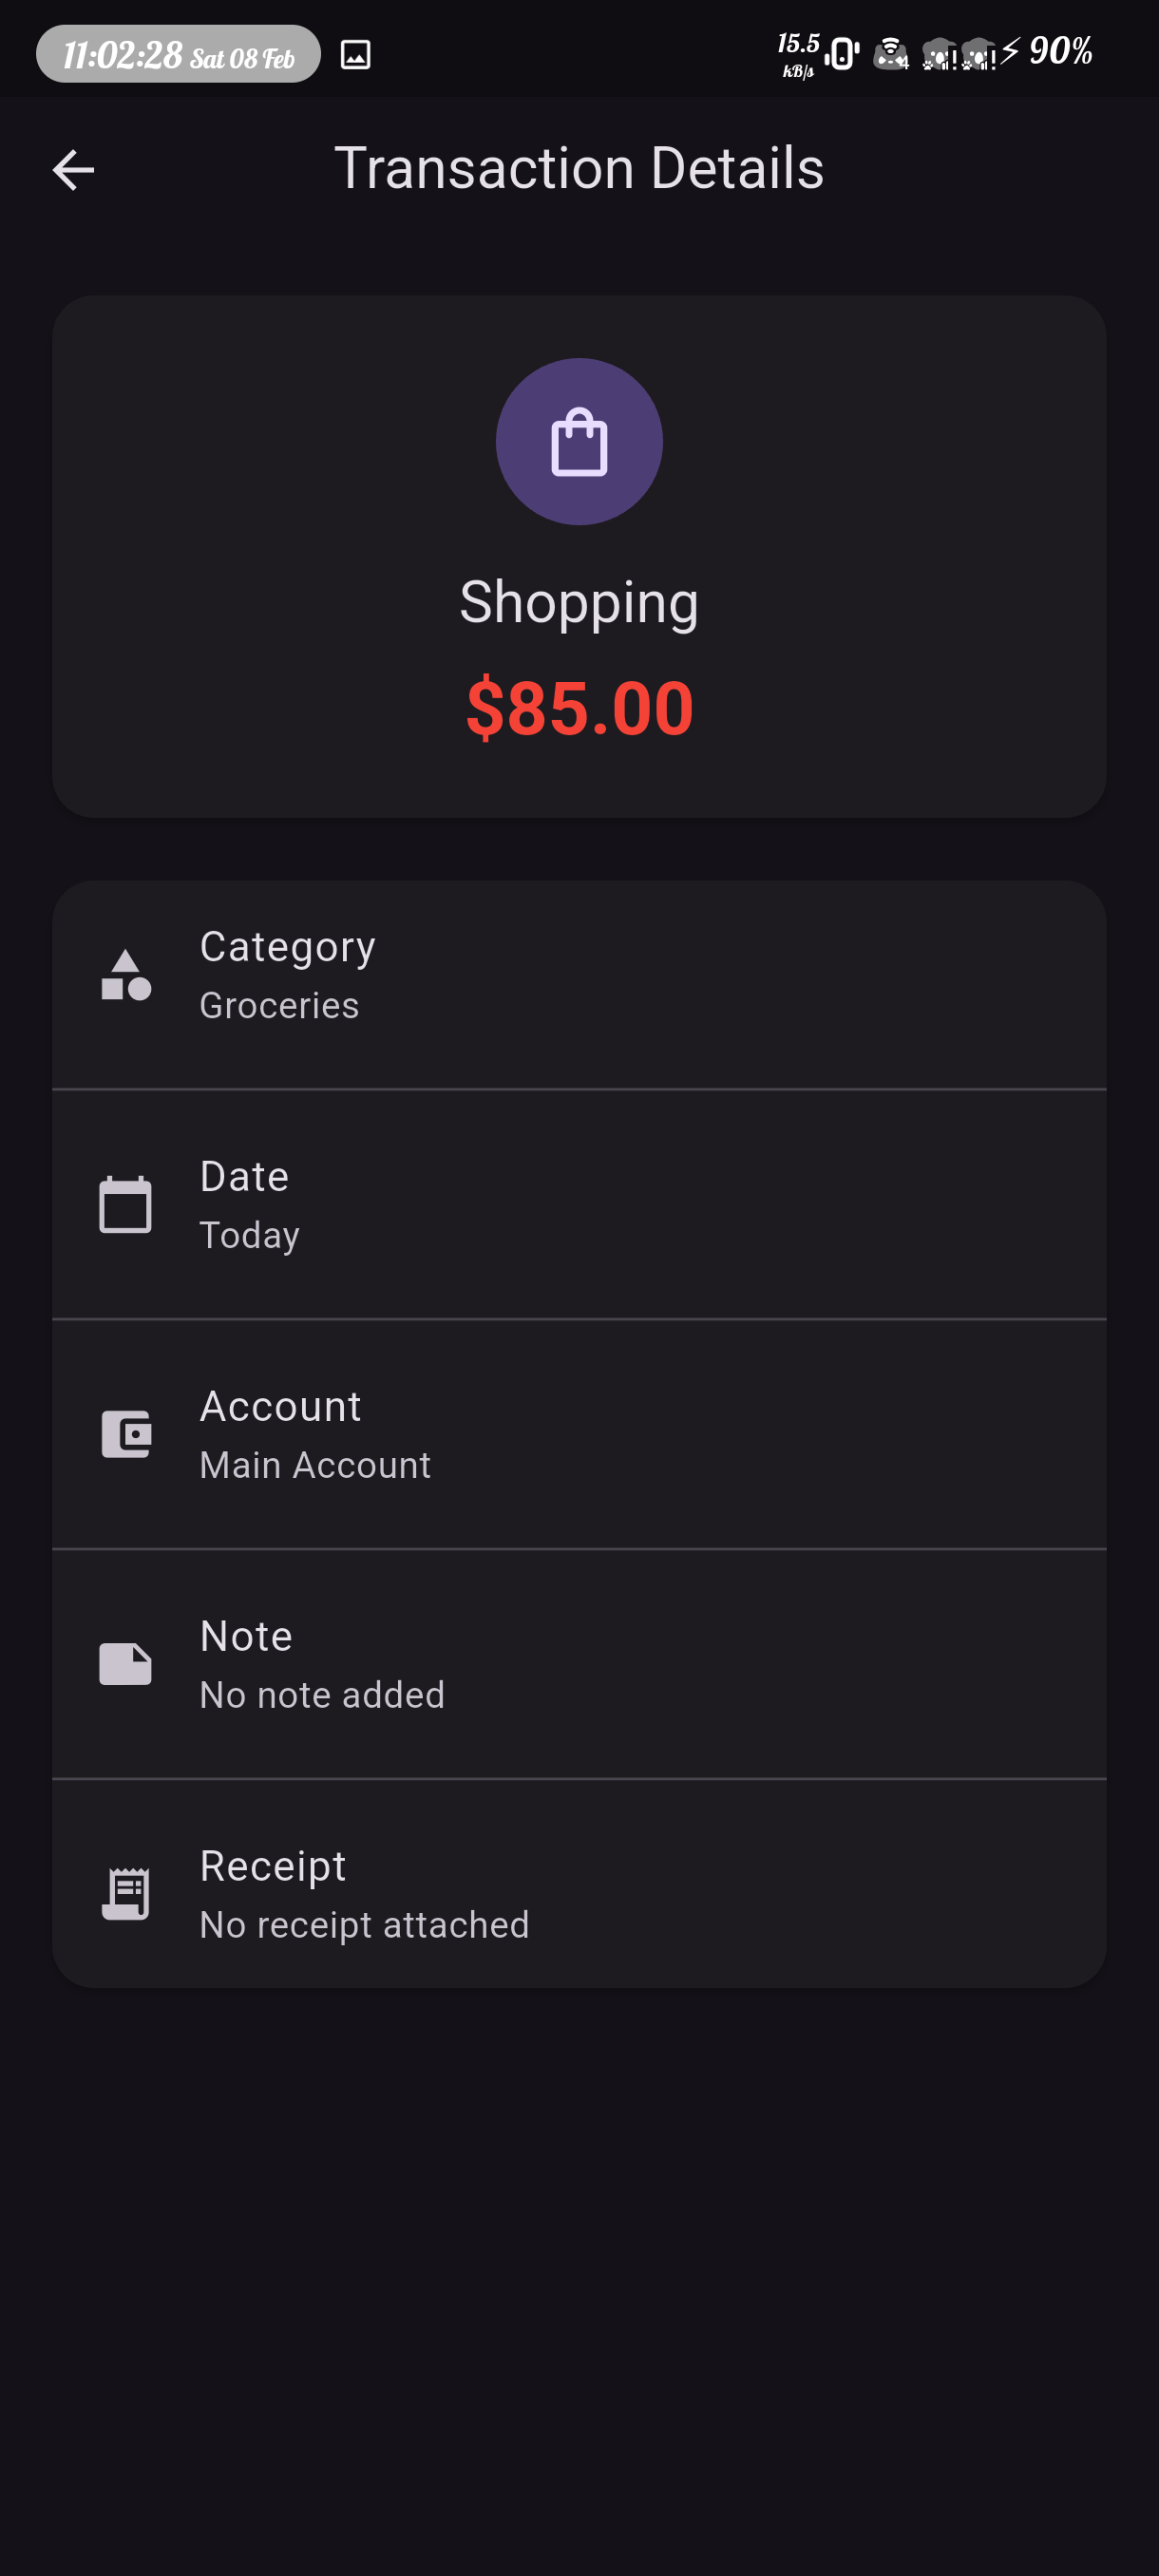 11:02:28 Sat 08 Feb
15.5
kB/s
4
! ! 90%
Transaction Details
Shopping
$85.00
Category
Groceries
Date
Today
Account
Main Account
Note
No note added
Receipt
No receipt attached